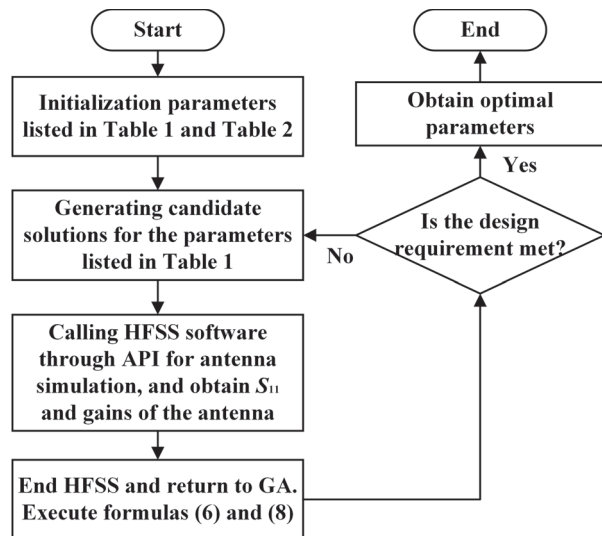 Start
Initialization parameters
listed in Table 1 and Table 2
Generating candidate
solutions for the parameters
listed in Table 1
Calling HFSS software
through API for antenna
simulation, and obtain S₁₁
and gains of the antenna
End HFSS and return to GA.
Execute formulas (6) and (8)
Is the design
requirement met?
No
Yes
Obtain optimal
parameters
End